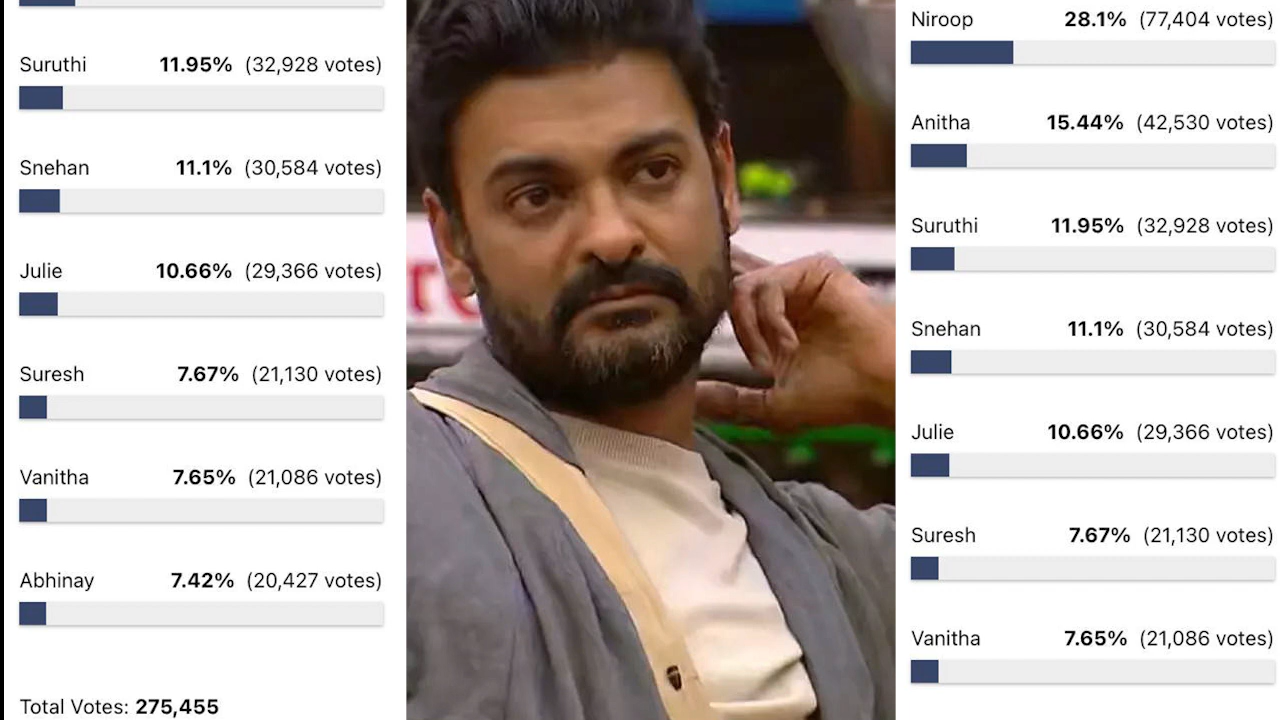 Suruthi 11.95% (32,928 votes)
Snehan 11.1% (30,584 votes)
Julie 10.66% (29,366 votes)
Suresh 7.67% (21,130 votes)
Vanitha 7.65% (21,086 votes)
Abhinay 7.42% (20,427 votes)
Total Votes: 275,455
Niroop 28.1% (77,404 votes)
Anitha 15.44% (42,530 votes)
Suruthi 11.95% (32,928 votes)
Snehan 11.1% (30,584 votes)
Julie 10.66% (29,366 votes)
Suresh 7.67% (21,130 votes)
Vanitha 7.65% (21,086 votes)